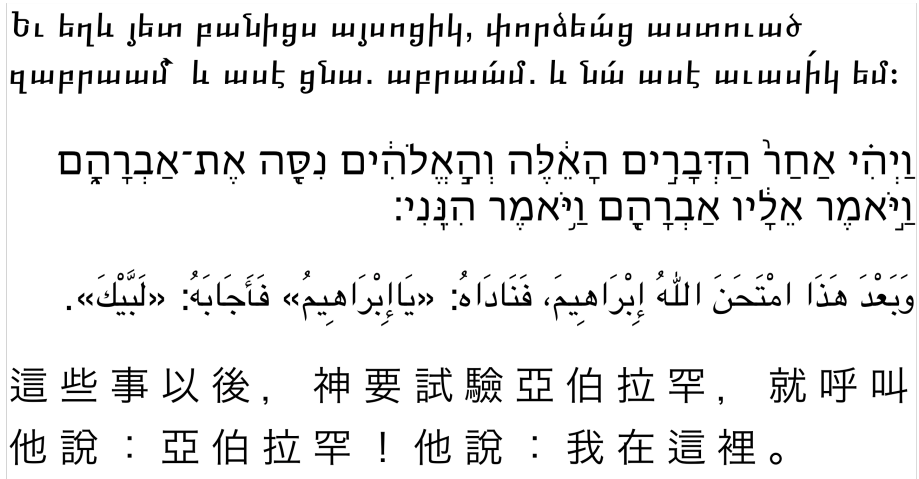 Եւ եղև յետ բանիցս այսոցիկ, փորձեա՛ց աստուած
զաբրաամ՞ և ասէ ցնա. աբրաա՛մ. և նա՛ ասէ աւասի՛կ եմ։
וַיְהִ֗י אַחַר֙ הַדְּבָרִ֣ים הָאֵ֔לֶּה וְהָ֣אֱלֹהִ֔ים נִסָּ֖ה אֶת־אַבְרָהָ֑ם
וַיֹּ֣אמֶר אֵלָ֔יו אַבְרָהָ֖ם וַיֹּ֥אמֶר הִנֵּֽנִי׃
وَبَعْدَ هَذَا امْتَحَنَ اللهُ إِبْرَاهِيمَ، فَنَادَاهُ: «يَاإِبْرَاهِيمُ» فَأَجَابَهُ: «لَبَّيْكَ».
這些事以後, 神要試驗亞伯拉罕, 就呼叫
他說：亞伯拉罕！他說：我在這裡。